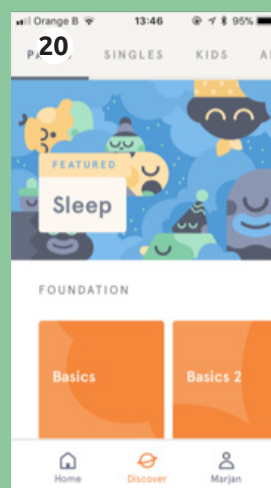 Orange B 13:46 95%
20 SINGLES KIDS
FEATURED
Sleep
FOUNDATION
Basics Basics 2
Home Discover Marjan